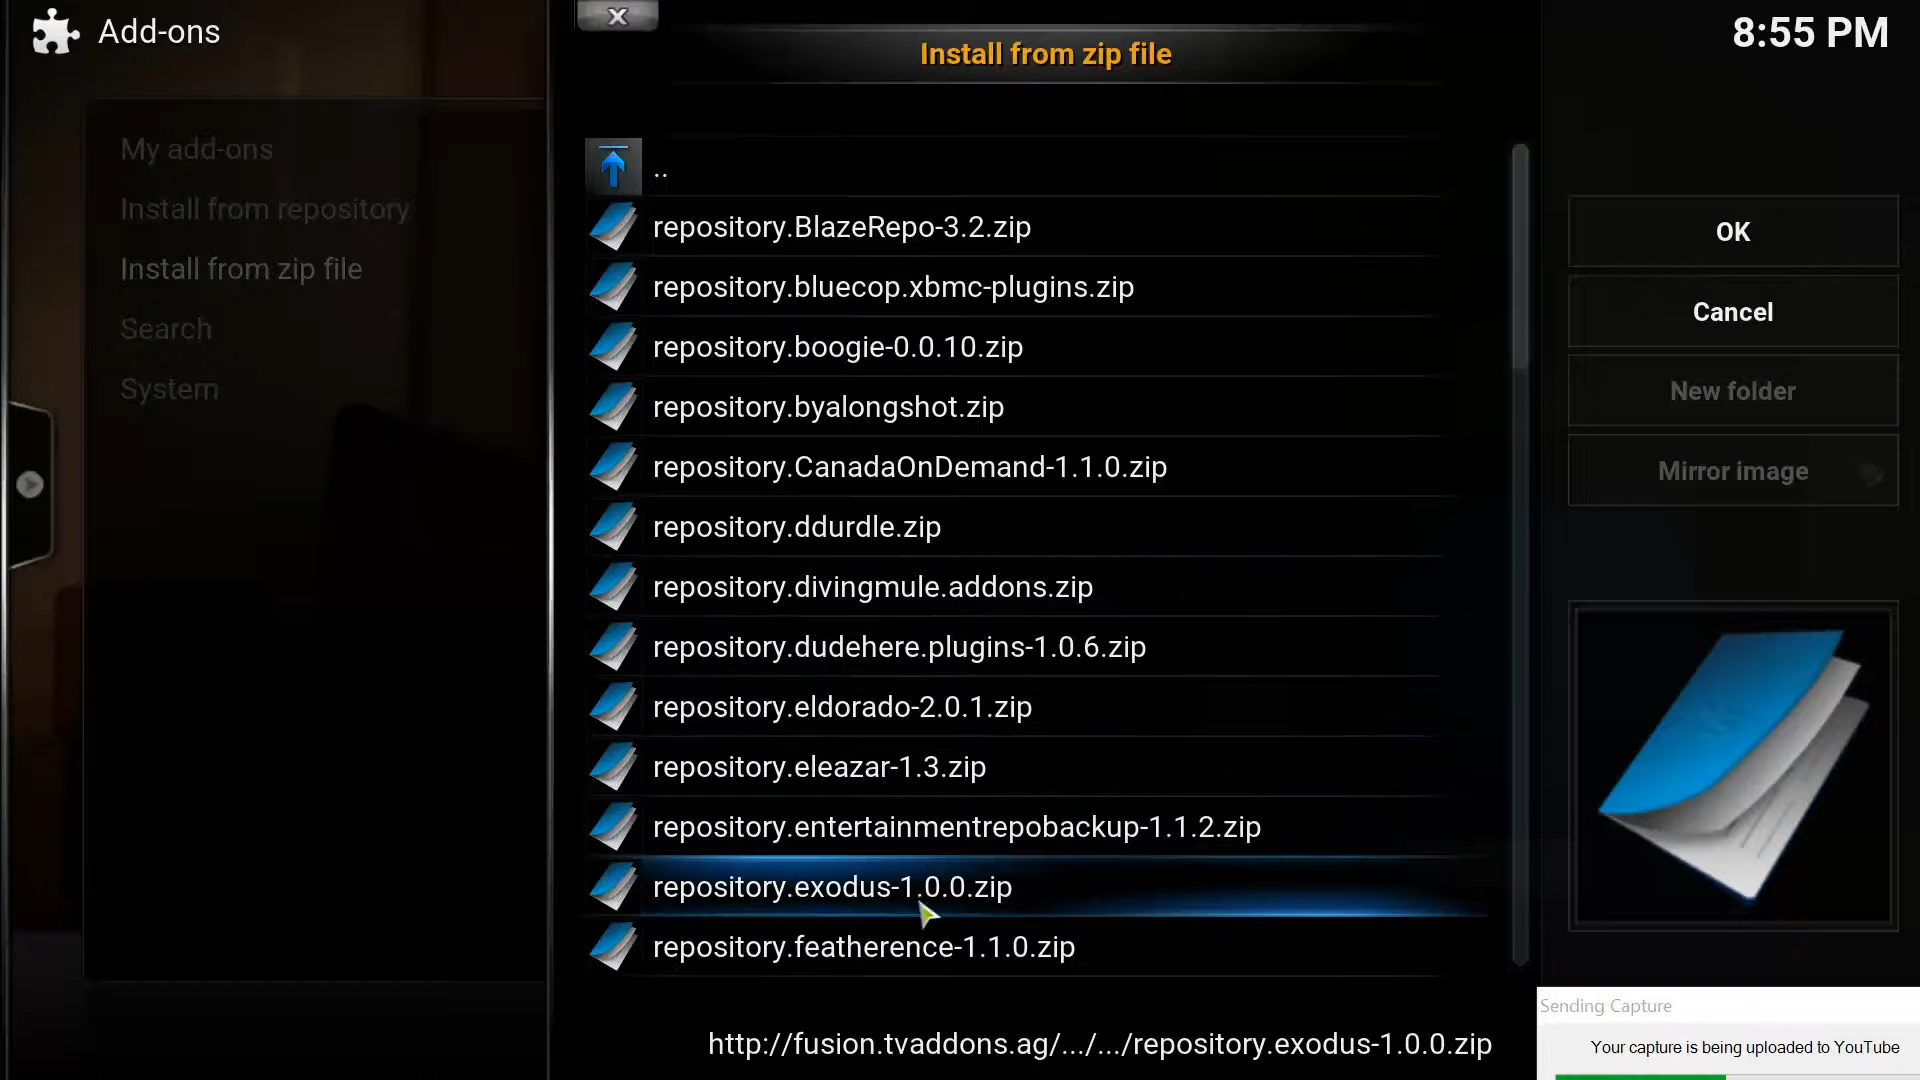 Add-ons
X
Install from zip file
8:55 PM
My add-ons
Install from repository
Install from zip file
Search
System
..
repository.BlazeRepo-3.2.zip
repository.bluecop.xbmc-plugins.zip
repository.boogie-0.0.10.zip
repository.byalongshot.zip
repository.CanadaOnDemand-1.1.0.zip
repository.ddurdle.zip
repository.divingmule.addons.zip
repository.dudehere.plugins-1.0.6.zip
repository.eldorado-2.0.1.zip
repository.eleazar-1.3.zip
repository.entertainmentrepobackup-1.1.2.zip
repository.exodus-1.0.0.zip
repository.featherence-1.1.0.zip
OK
Cancel
New folder
Mirror image
http://fusion.tvaddons.ag/.../.../repository.exodus-1.0.0.zip
Sending Capture
Your capture is being uploaded to YouTube